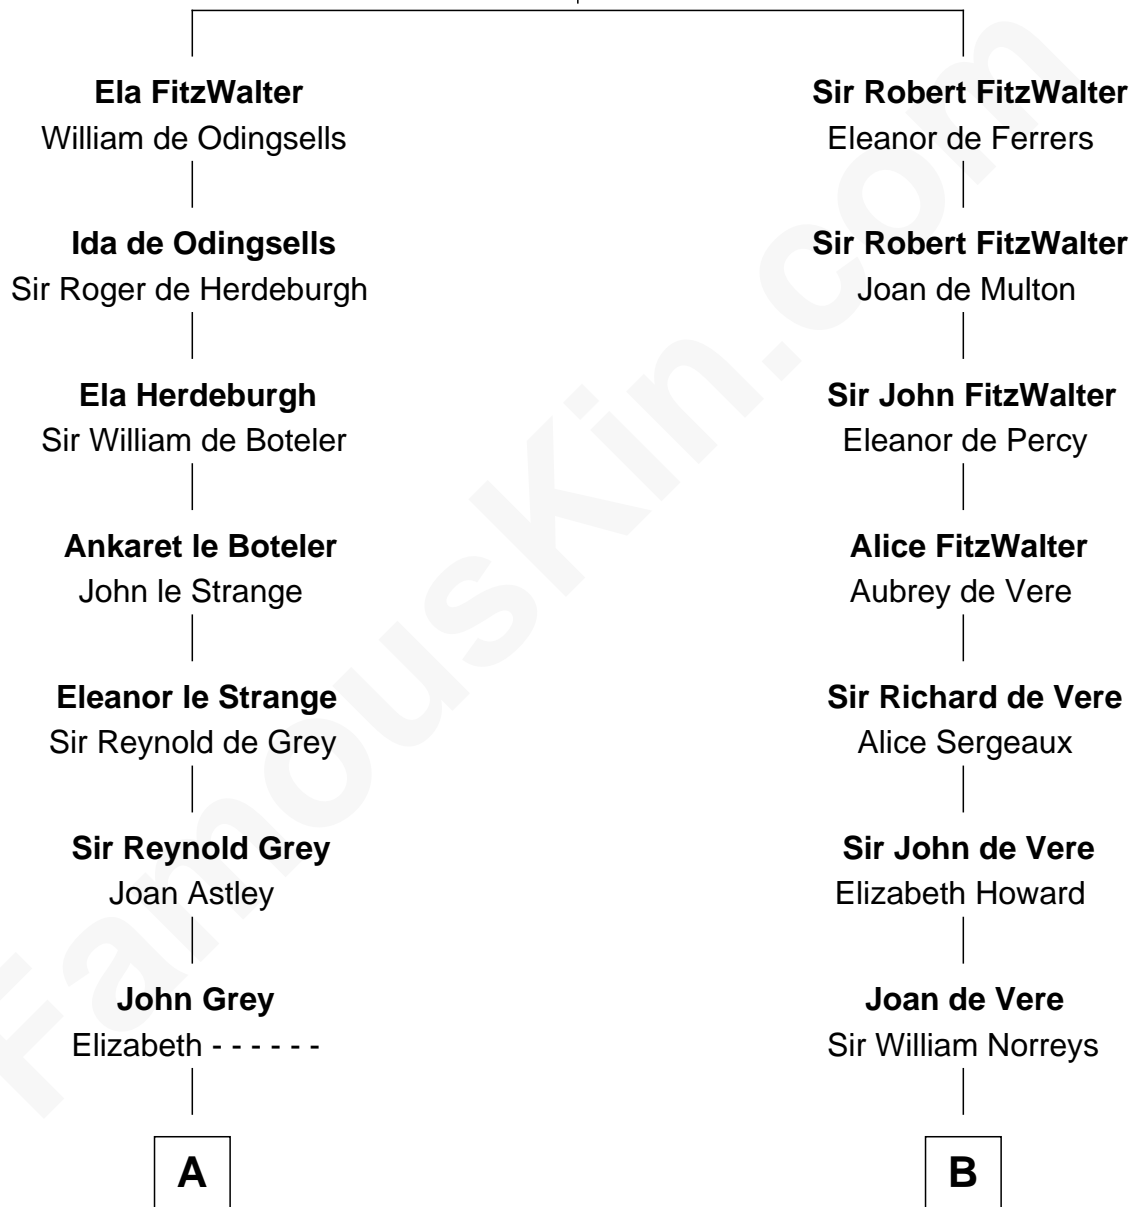 Ela FitzWalter
William de Odingsells
Ida de Odingsells
Sir Roger de Herdeburgh
Ela Herdeburgh
Sir William de Boteler
Ankaret le Boteler
John le Strange
Eleanor le Strange
Sir Reynold de Grey
Sir Reynold Grey
Joan Astley
John Grey
Elizabeth - - - - - -
A
Sir Robert FitzWalter
Eleanor de Ferrers
Sir Robert FitzWalter
Joan de Multon
Sir John FitzWalter
Eleanor de Percy
Alice FitzWalter
Aubrey de Vere
Sir Richard de Vere
Alice Sergeaux
Sir John de Vere
Elizabeth Howard
Joan de Vere
Sir William Norreys
B
FamousKin.com